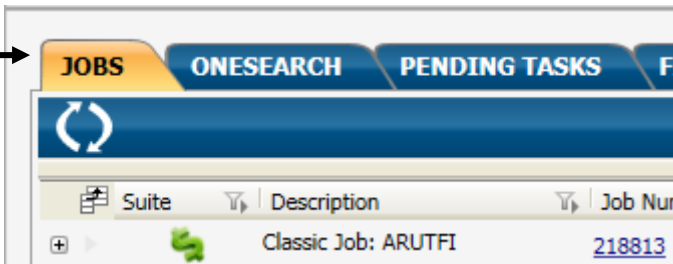 JOBS ONESEARCH PENDING TASKS F
Suite Description Job Nu
Classic Job: ARUTFI 218813